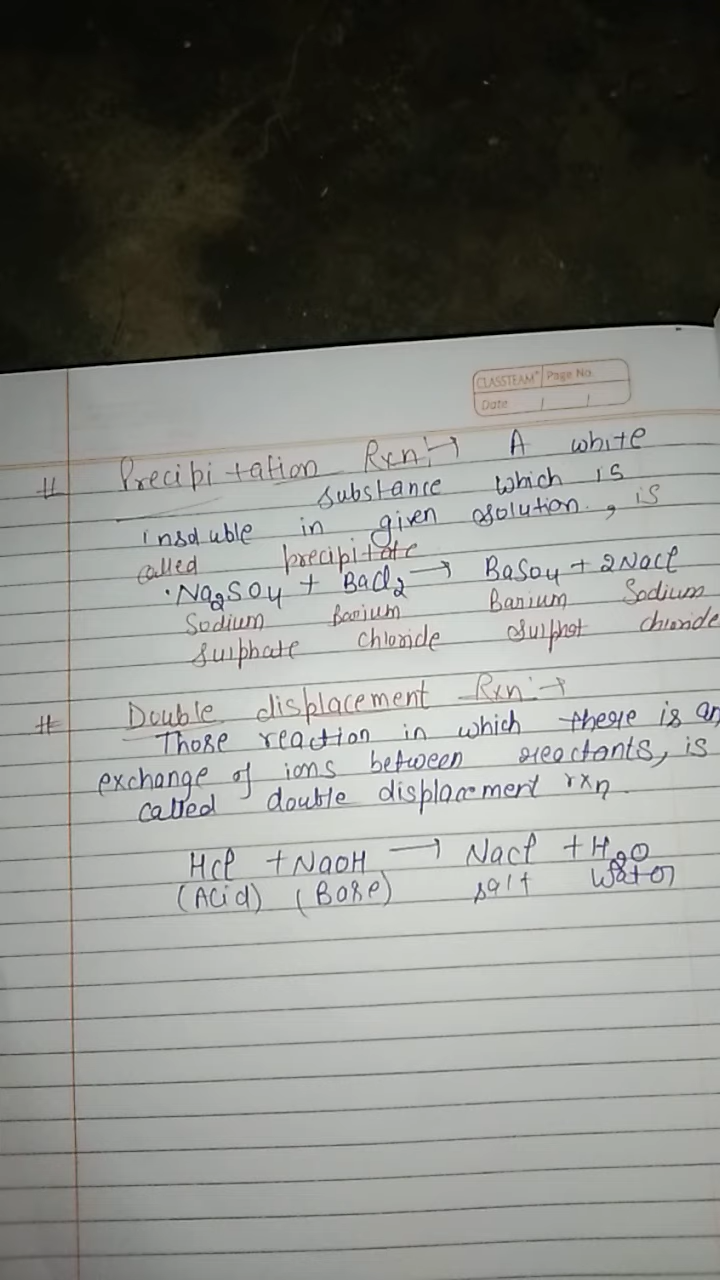 CLASSTEAM Page No.
Date / /
# Precipitation Rxn:→ A white
substance which is
insoluble in given solution., is
called precipitate
·Na2SO4 + BaCl2 → BaSO4 + 2NaCl
Sodium Barium Barium Sodium
Sulphate Chloride Sulphat Chloride
# Double displacement Rxn:→
Those reaction in which there is an
exchange of ions between reactants, is
called double displacement rxn.
HCl + NaOH → NaCl + H2O
(Acid) (Base) salt Water